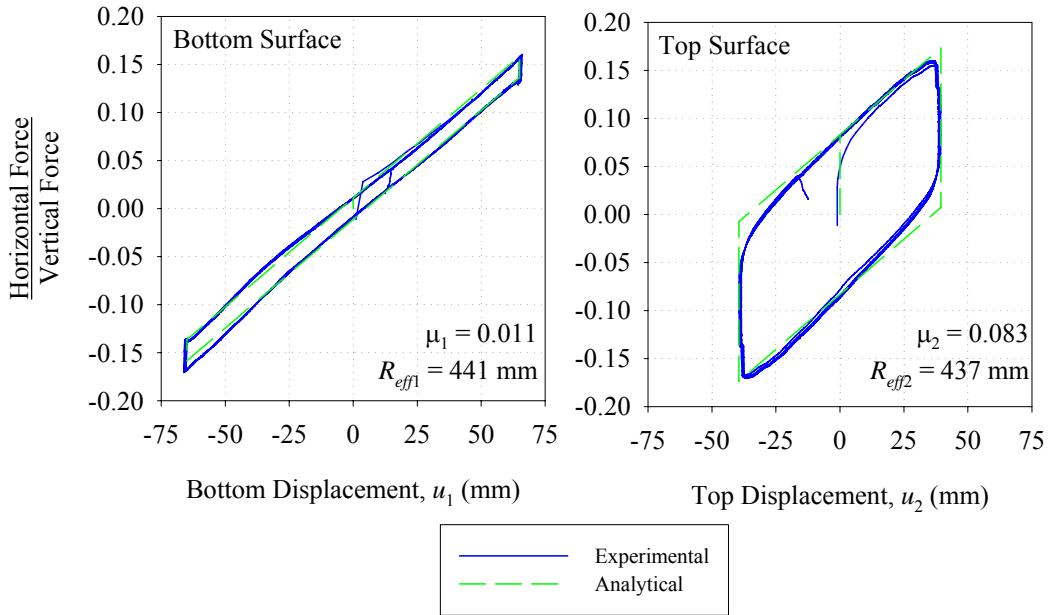 Horizontal Force
Vertical Force
0.20
0.15
0.10
0.05
0.00
-0.05
-0.10
-0.15
-0.20
Bottom Surface
μ1 = 0.011
Reff1 = 441 mm
-75 -50 -25 0 25 50 75
Bottom Displacement, u1 (mm)
0.20
0.15
0.10
0.05
0.00
-0.05
-0.10
-0.15
-0.20
Top Surface
μ2 = 0.083
Reff2 = 437 mm
-75 -50 -25 0 25 50 75
Top Displacement, u2 (mm)
Experimental
Analytical